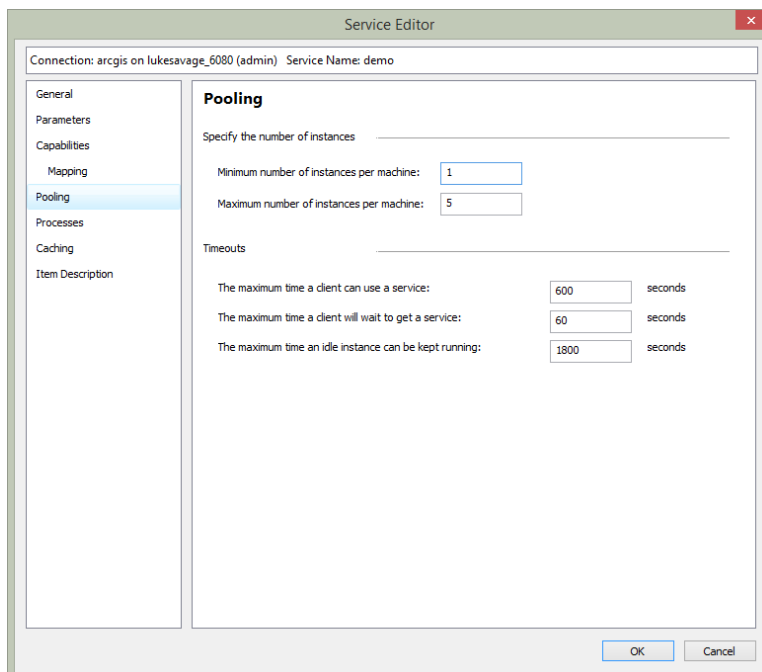 Service Editor
Connection: arcgis on lukesavage_6080 (admin) Service Name: demo
General
Parameters
Capabilities
Mapping
Pooling
Processes
Caching
Item Description
Pooling
Specify the number of instances
Minimum number of instances per machine: 1
Maximum number of instances per machine: 5
Timeouts
The maximum time a client can use a service: 600 seconds
The maximum time a client will wait to get a service: 60 seconds
The maximum time an idle instance can be kept running: 1800 seconds
OK Cancel